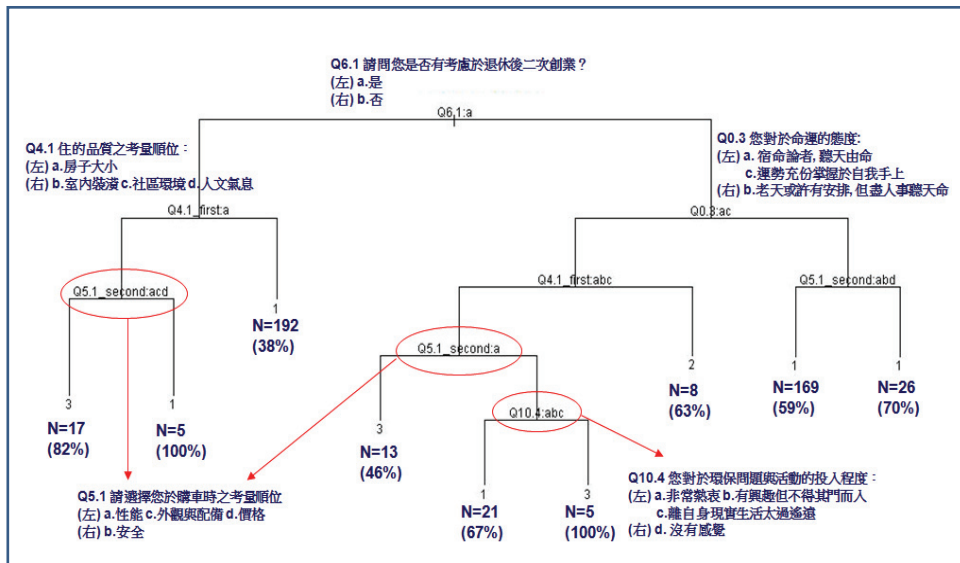 Q6.1 請問您是否有考慮於退休後二次創業？
(左) a.是
(右) b.否
Q6.1:a
Q4.1 住的品質之考量順位：
(左) a.房子大小
(右) b.室內裝潢 c.社區環境 d.人文氣息
Q0.3 您對於命運的態度:
(左) a. 宿命論者, 聽天由命
c.運勢充份掌握於自我手上
(右) b.老天或許有安排, 但盡人事聽天命
Q4.1_first:a
Q0.3:ac
Q5.1_second:acd
1
N=192
(38%)
Q4.1_first:abc
Q5.1_second:abd
Q5.1_second:a
2
N=8
(63%)
1
N=169
(59%)
1
N=26
(70%)
3
N=17
(82%)
1
N=5
(100%)
3
N=13
(46%)
Q10.4:abc
1
N=21
(67%)
3
N=5
(100%)
Q5.1 請選擇您於購車時之考量順位
(左) a.性能 c.外觀與配備 d.價格
(右) b.安全
Q10.4 您對於環保問題與活動的投入程度：
(左) a.非常熱衷 b.有興趣但不得其門而入
c.離自身現實生活太過遙遠
(右) d. 沒有感覺